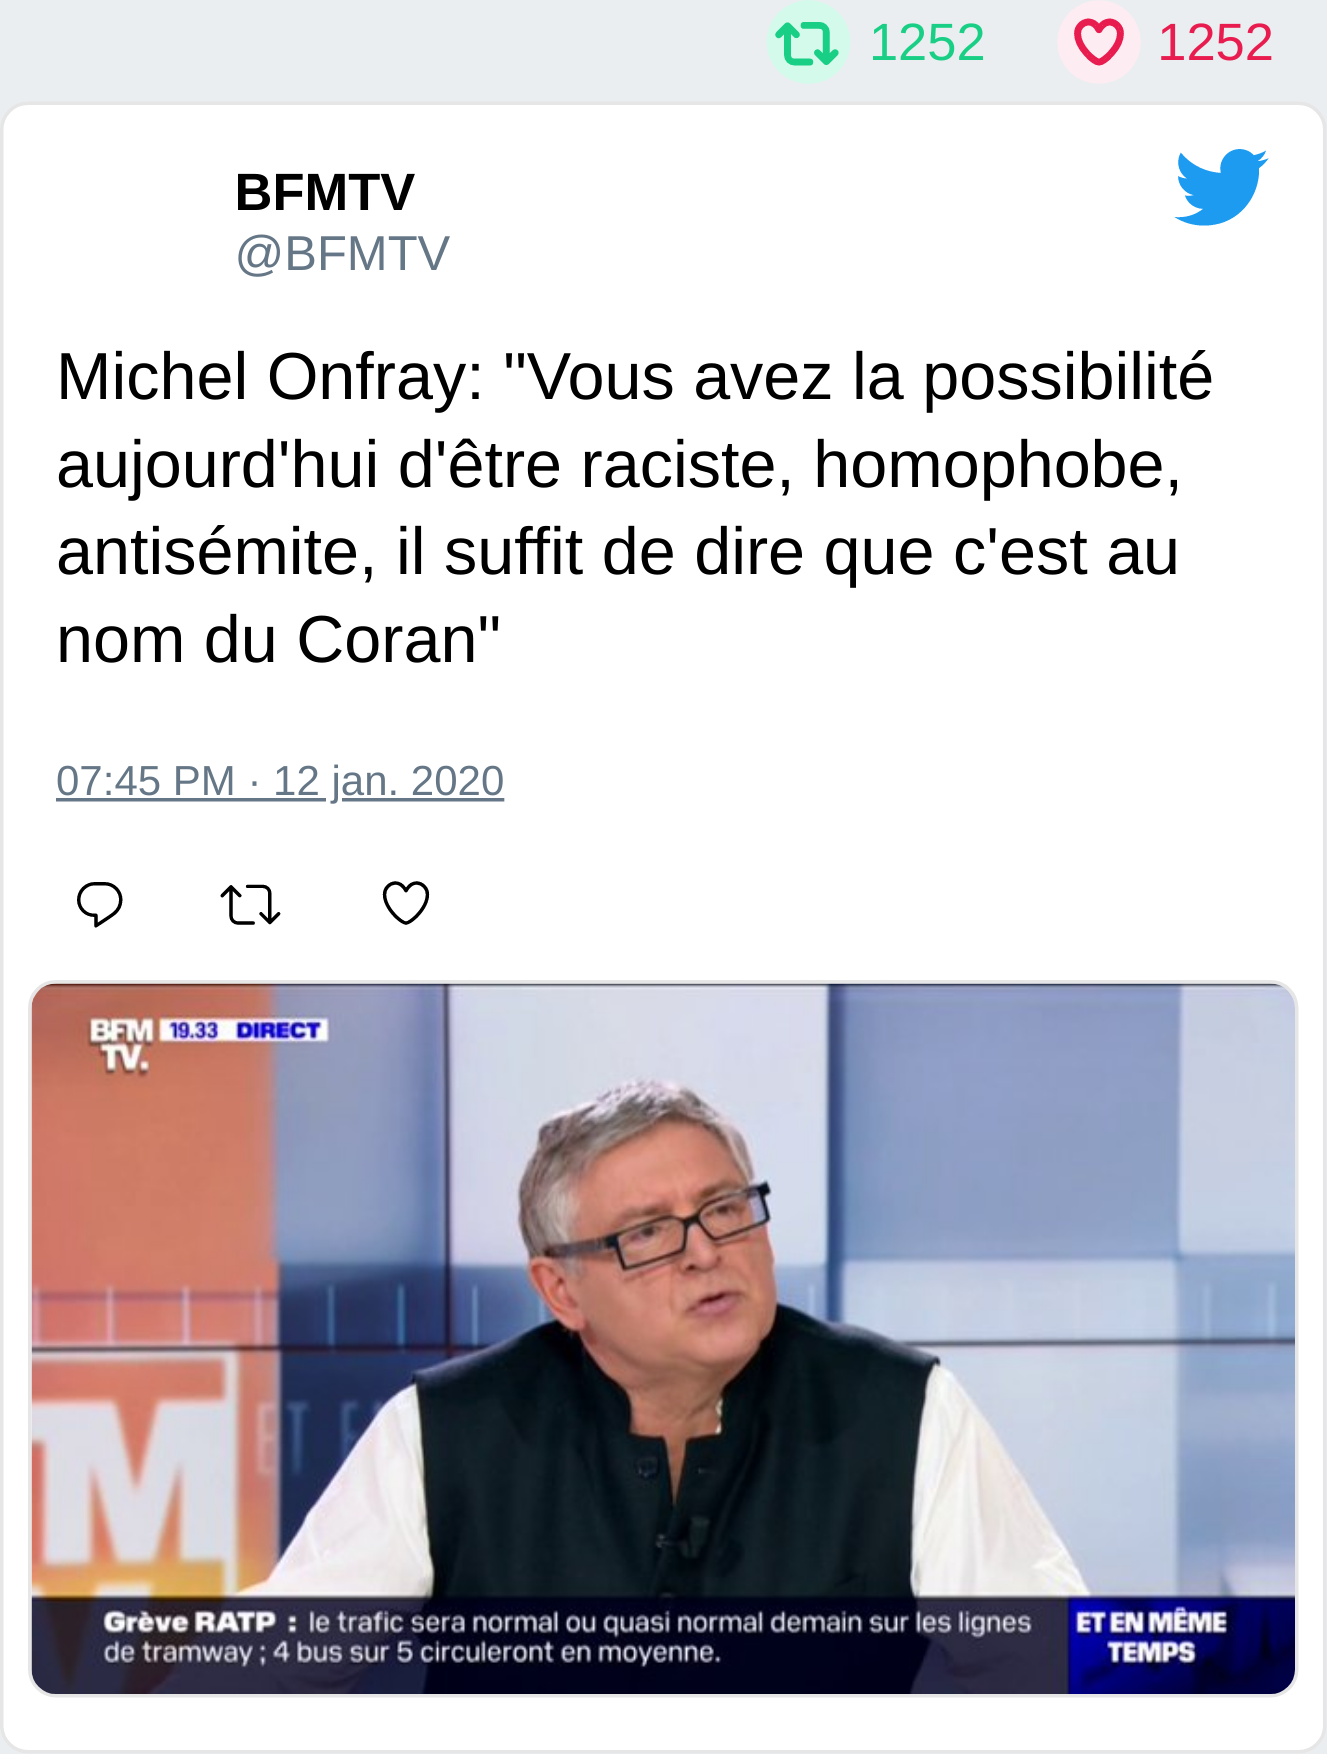 1252 1252
BFMTV
@BFMTV
Michel Onfray: "Vous avez la possibilité
aujourd'hui d'être raciste, homophobe,
antisémite, il suffit de dire que c'est au
nom du Coran"
07:45 PM · 12 jan. 2020
BFM 19.33 DIRECT
TV.
M
ET E
Grève RATP : le trafic sera normal ou quasi normal demain sur les lignes
de tramway ; 4 bus sur 5 circuleront en moyenne.
ET EN MÊME
TEMPS